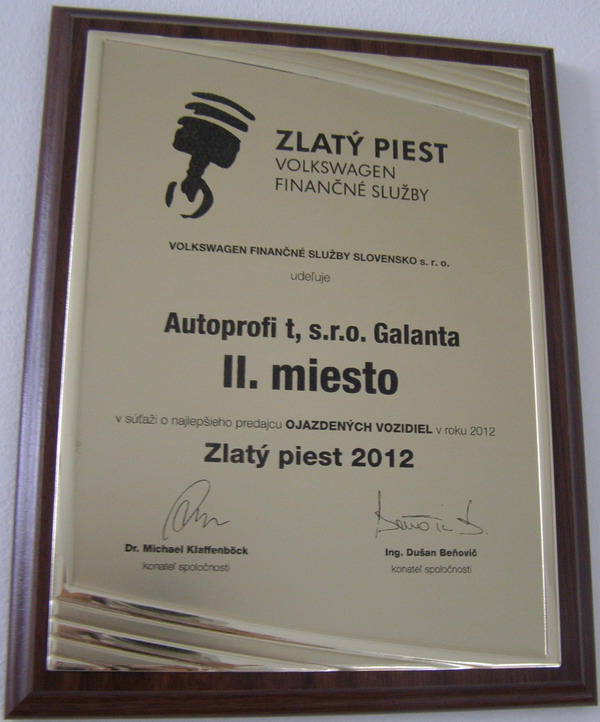 ZLATÝ PIEST
VOLKSWAGEN
FINANČNÉ SLUŽBY
VOLKSWAGEN FINANČNÉ SLUŽBY SLOVENSKO s. r. o.
udeľuje
Autoprofi t, s.r.o. Galanta
II. miesto
v súťaži o najlepšieho predajcu OJAZDENÝCH VOZIDIEL v roku 2012
Zlatý piest 2012
Dr. Michael Klaffenböck
konateľ spoločnosti
Ing. Dušan Beňovič
konateľ spoločnosti